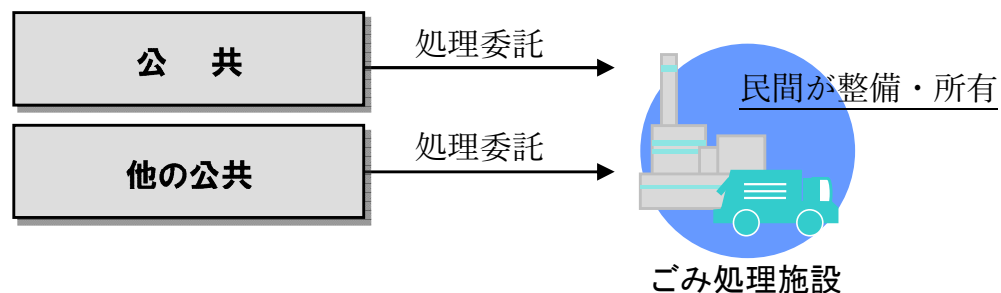 公　共
処理委託
民間が整備・所有
他の公共
処理委託
ごみ処理施設